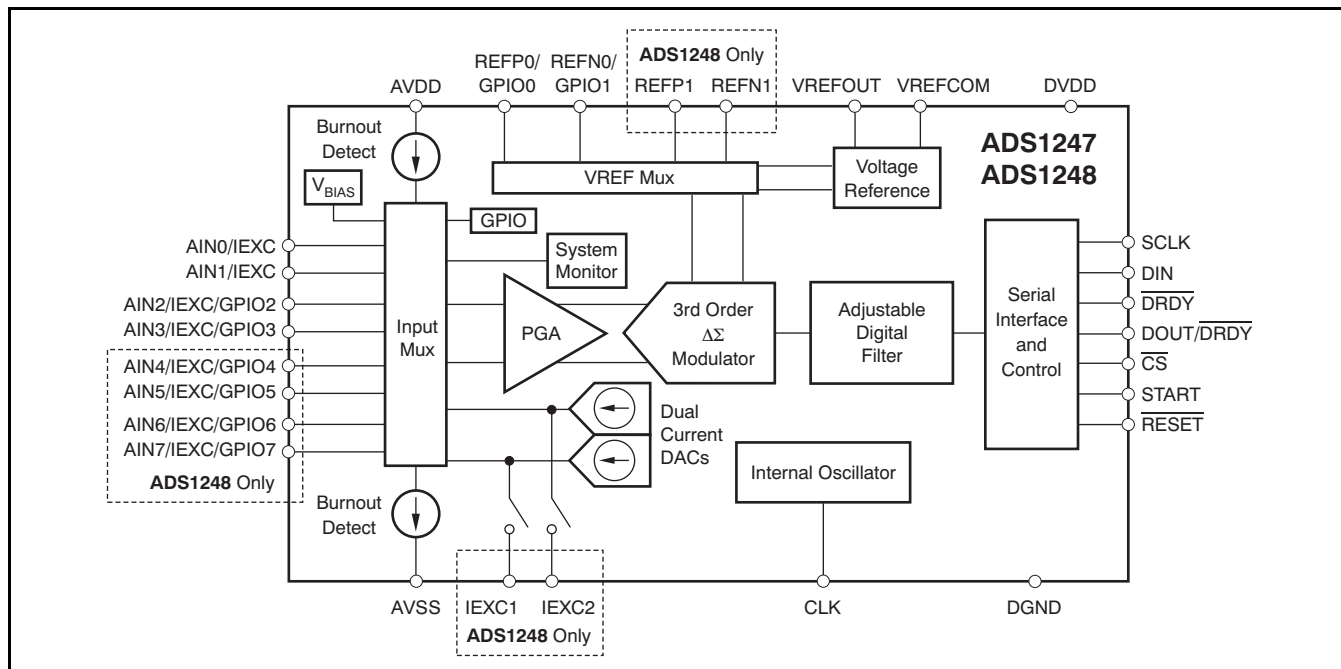 ADS1248 Only
REFP0/ REFN0/
GPIO0 GPIO1 REFP1 REFN1
AVDD
VREFOUT VREFCOM
DVDD
Burnout
Detect
ADS1247
ADS1248
VREF Mux
Voltage
Reference
VBIAS
GPIO
System
Monitor
AIN0/IEXC
AIN1/IEXC
AIN2/IEXC/GPIO2
AIN3/IEXC/GPIO3
AIN4/IEXC/GPIO4
AIN5/IEXC/GPIO5
AIN6/IEXC/GPIO6
AIN7/IEXC/GPIO7
ADS1248 Only
Input
Mux
PGA
3rd Order
ΔΣ
Modulator
Adjustable
Digital
Filter
Serial
Interface
and
Control
SCLK
DIN
DRDY
DOUT/DRDY
CS
START
RESET
Dual
Current
DACs
Internal Oscillator
Burnout
Detect
AVSS
IEXC1 IEXC2
ADS1248 Only
CLK
DGND